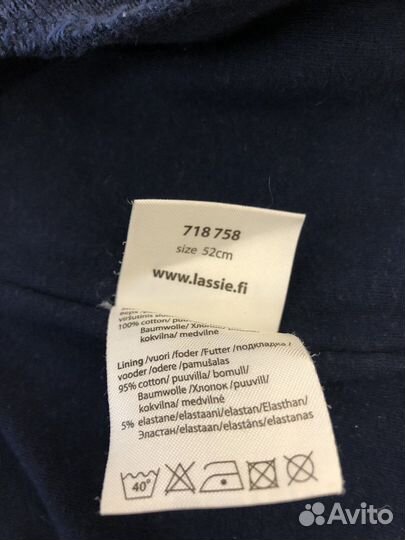 718 758
size 52cm
www.lassie.fi
100% cotton/ puuvilla/
Baumwolle/ Хлопок/
kokvilna/ medvilnė
Lining/vuori/foder/Futter/подкладка/
vooder/odere/pamušalas
95% cotton/ puuvilla/ bomull/
Baumwolle/Хлопок/puuvill/
kokvilna/ medvilnė
5% elastane/elastaani/elastan/Elasthan/
Эластан/elastaan/elastāns/elastanas
40°
Avito